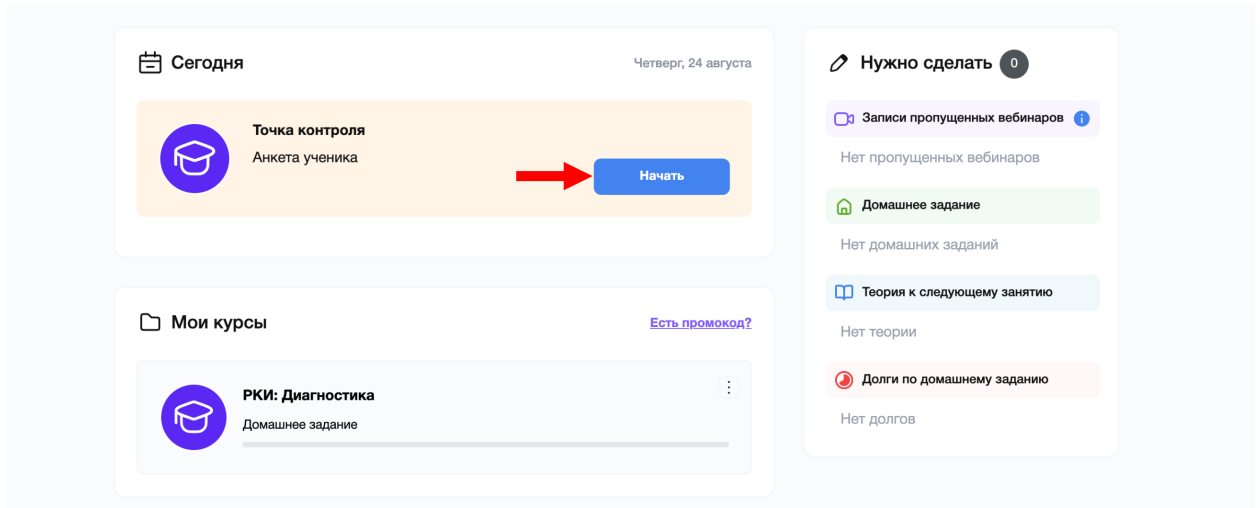 Сегодня
Четверг, 24 августа
Точка контроля
Анкета ученика
Начать
Мои курсы
Есть промокод?
РКИ: Диагностика
Домашнее задание
Нужно сделать 0
Записи пропущенных вебинаров i
Нет пропущенных вебинаров
Домашнее задание
Нет домашних заданий
Теория к следующему занятию
Нет теории
Долги по домашнему заданию
Нет долгов